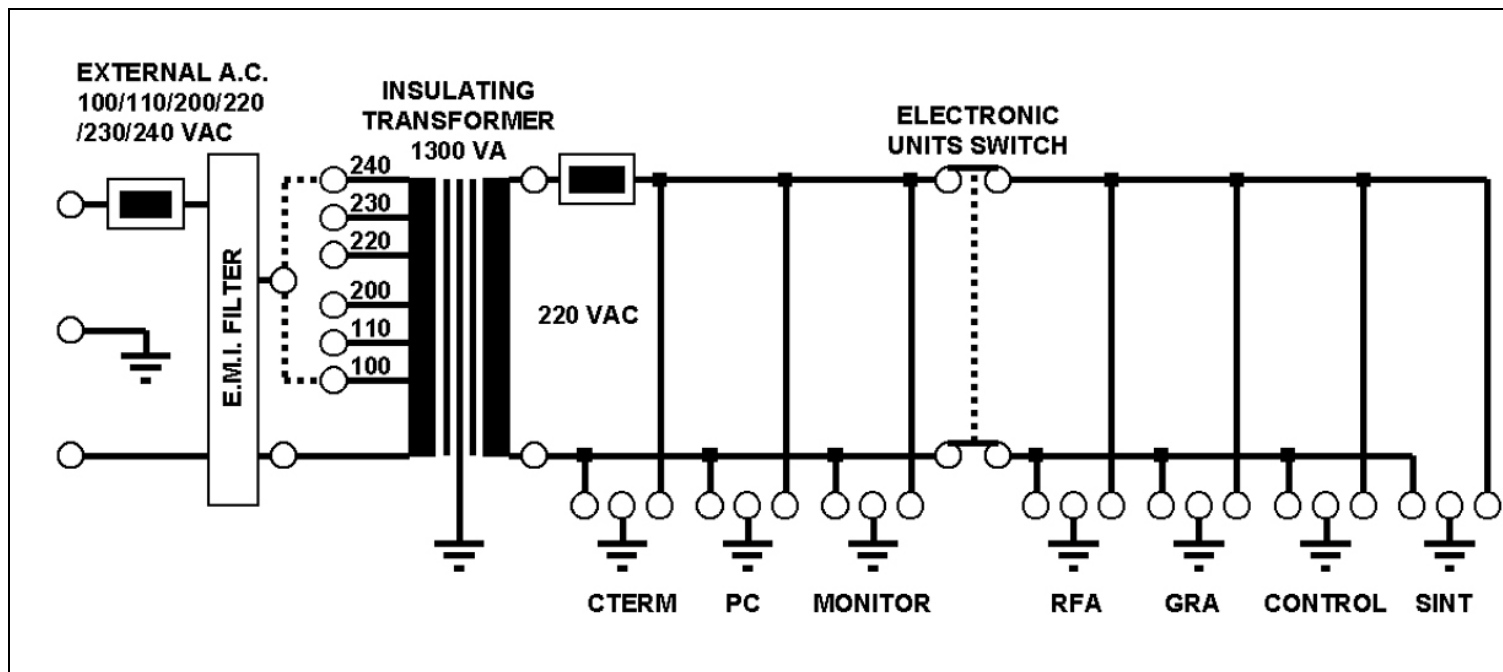 EXTERNAL A.C.
100/110/200/220
/230/240 VAC
E.M.I. FILTER
240
230
220
200
110
100
INSULATING
TRANSFORMER
1300 VA
220 VAC
ELECTRONIC
UNITS SWITCH
CTERM
PC
MONITOR
RFA
GRA
CONTROL
SINT